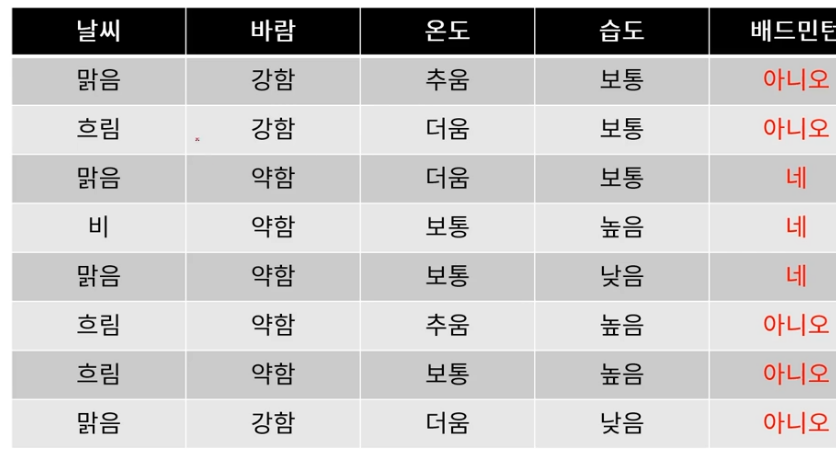 날씨 바람 온도 습도 배드민턴
맑음 강함 추움 보통 아니오
흐림 강함 더움 보통 아니오
맑음 약함 더움 보통 네
비 약함 보통 높음 네
맑음 약함 보통 낮음 네
흐림 약함 추움 높음 아니오
흐림 약함 보통 높음 아니오
맑음 강함 더움 낮음 아니오